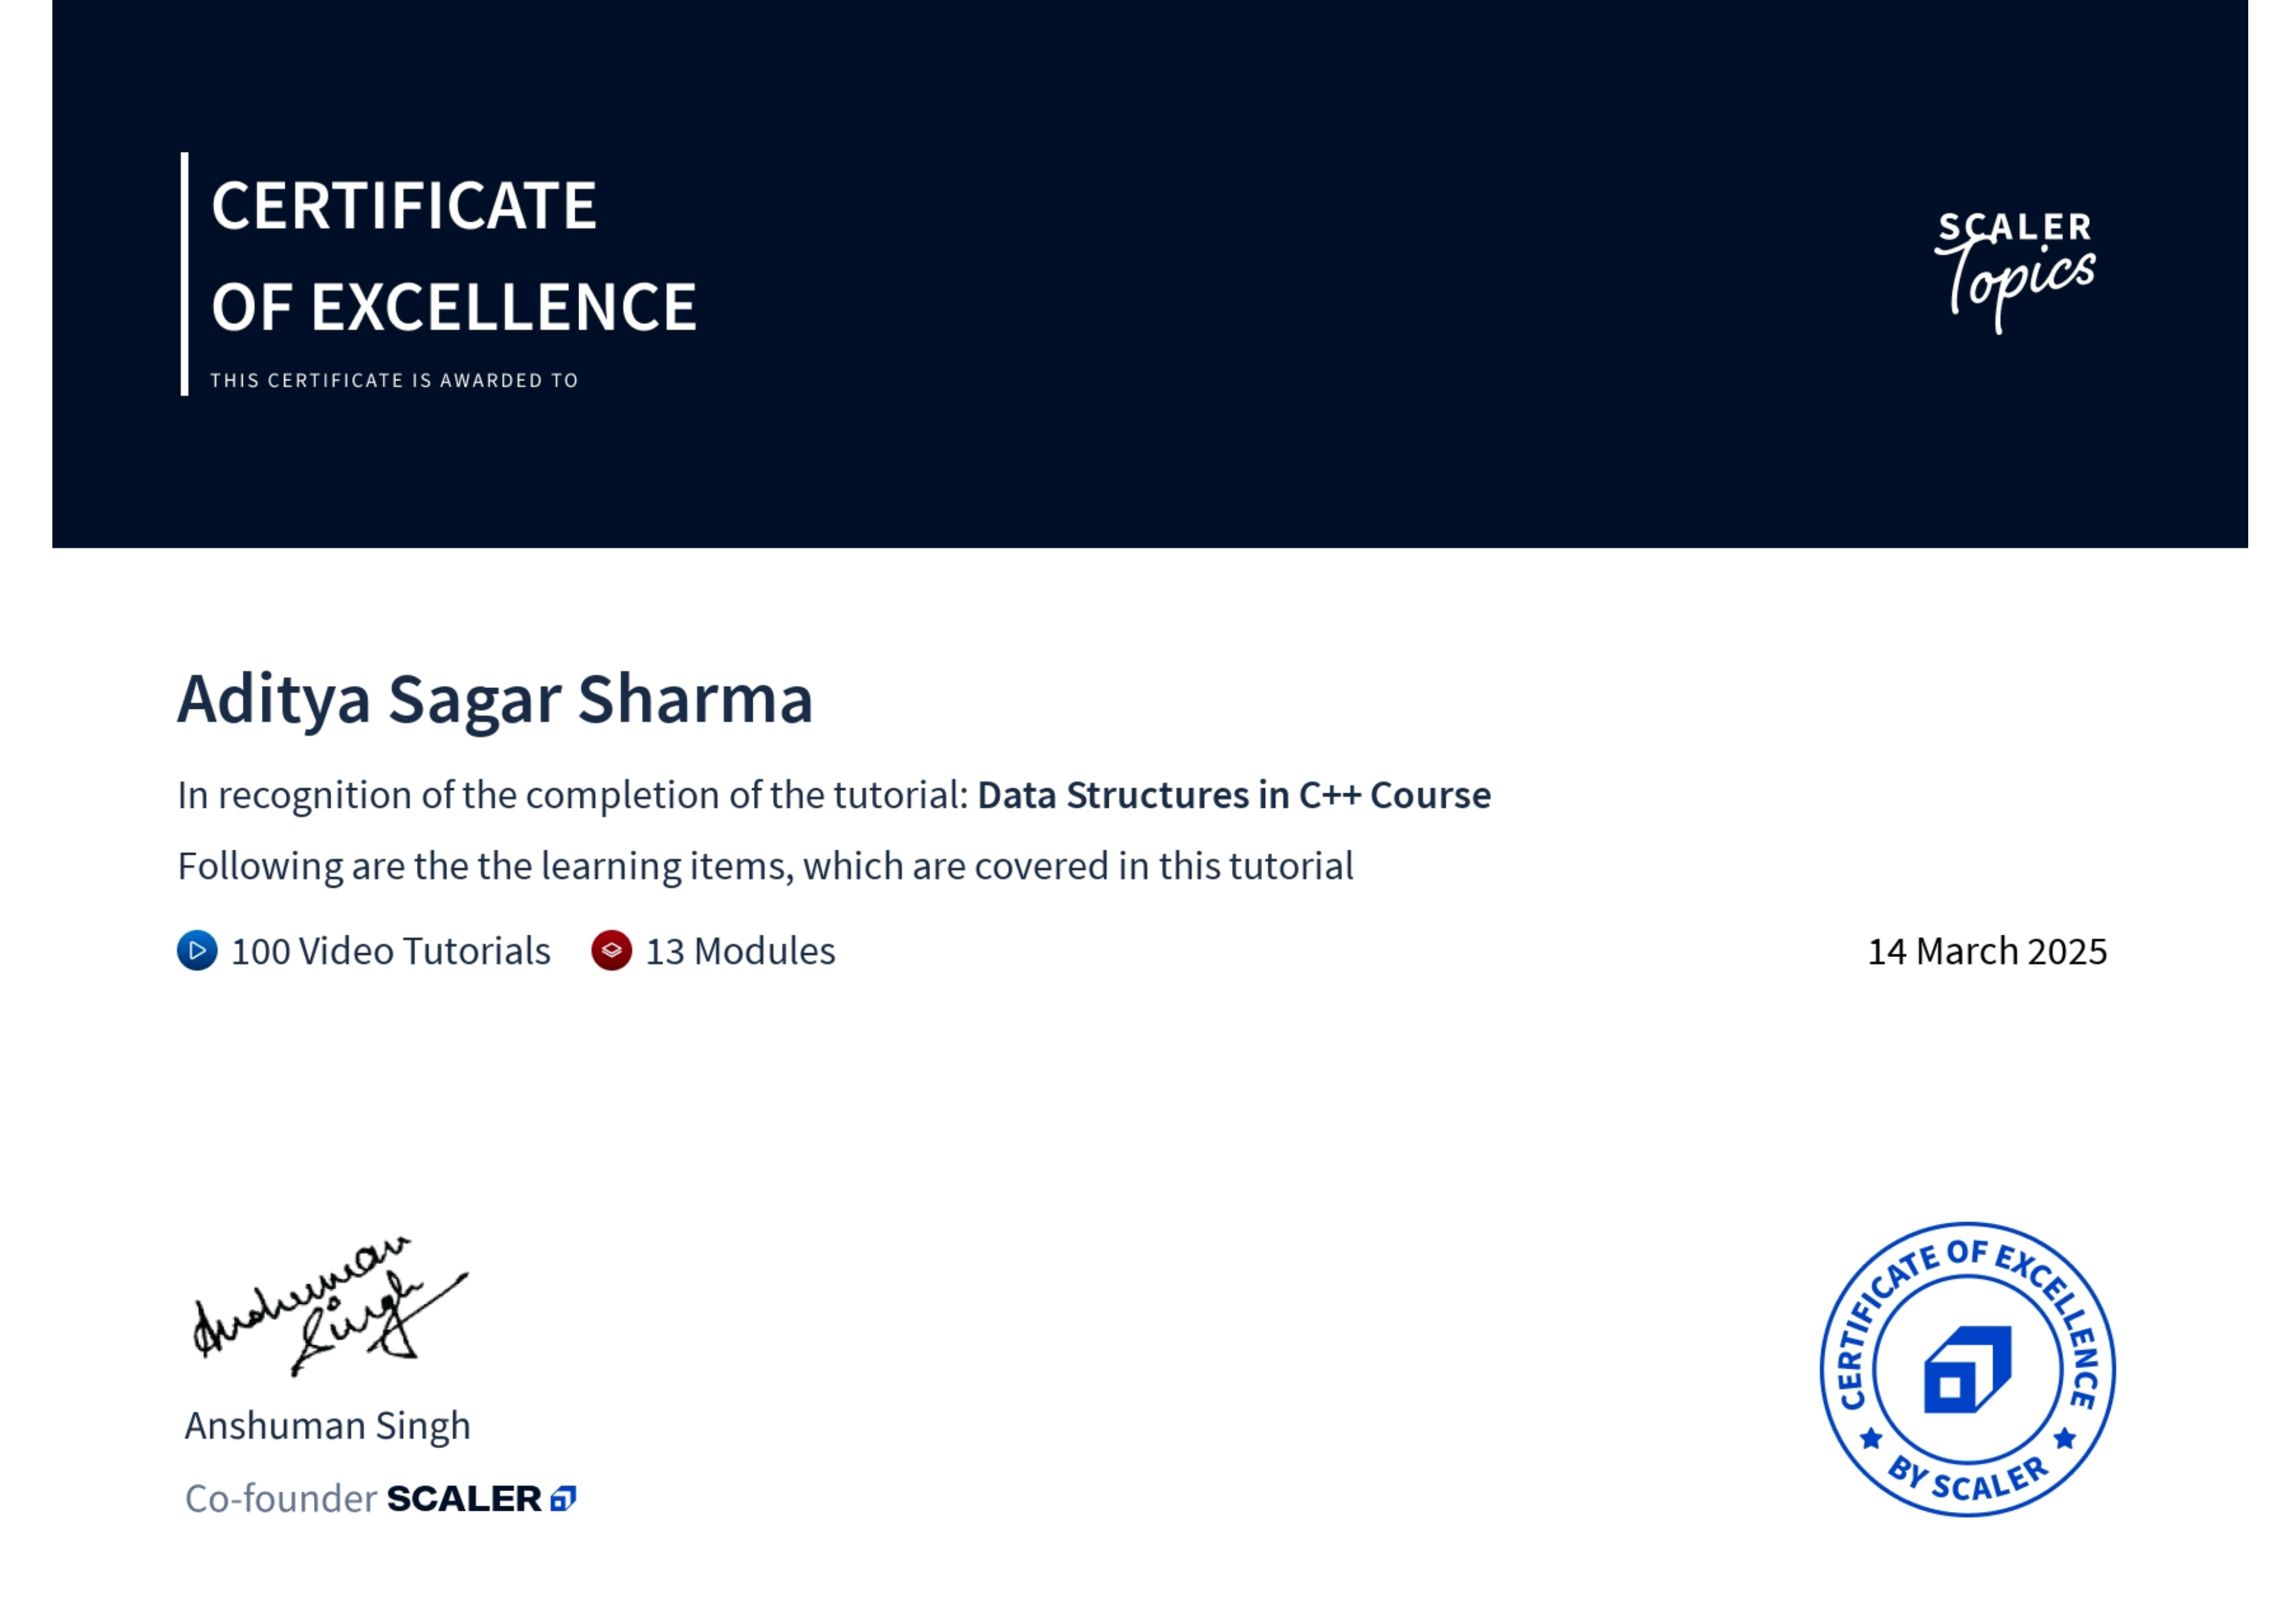 CERTIFICATE
OF EXCELLENCE
THIS CERTIFICATE IS AWARDED TO
SCALER
Topics
Aditya Sagar Sharma
In recognition of the completion of the tutorial: Data Structures in C++ Course
Following are the the learning items, which are covered in this tutorial
100 Video Tutorials
13 Modules
14 March 2025
Anshuman
Singh
Anshuman Singh
Co-founder SCALER
CERTIFICATE OF EXCELLENCE
BY SCALER